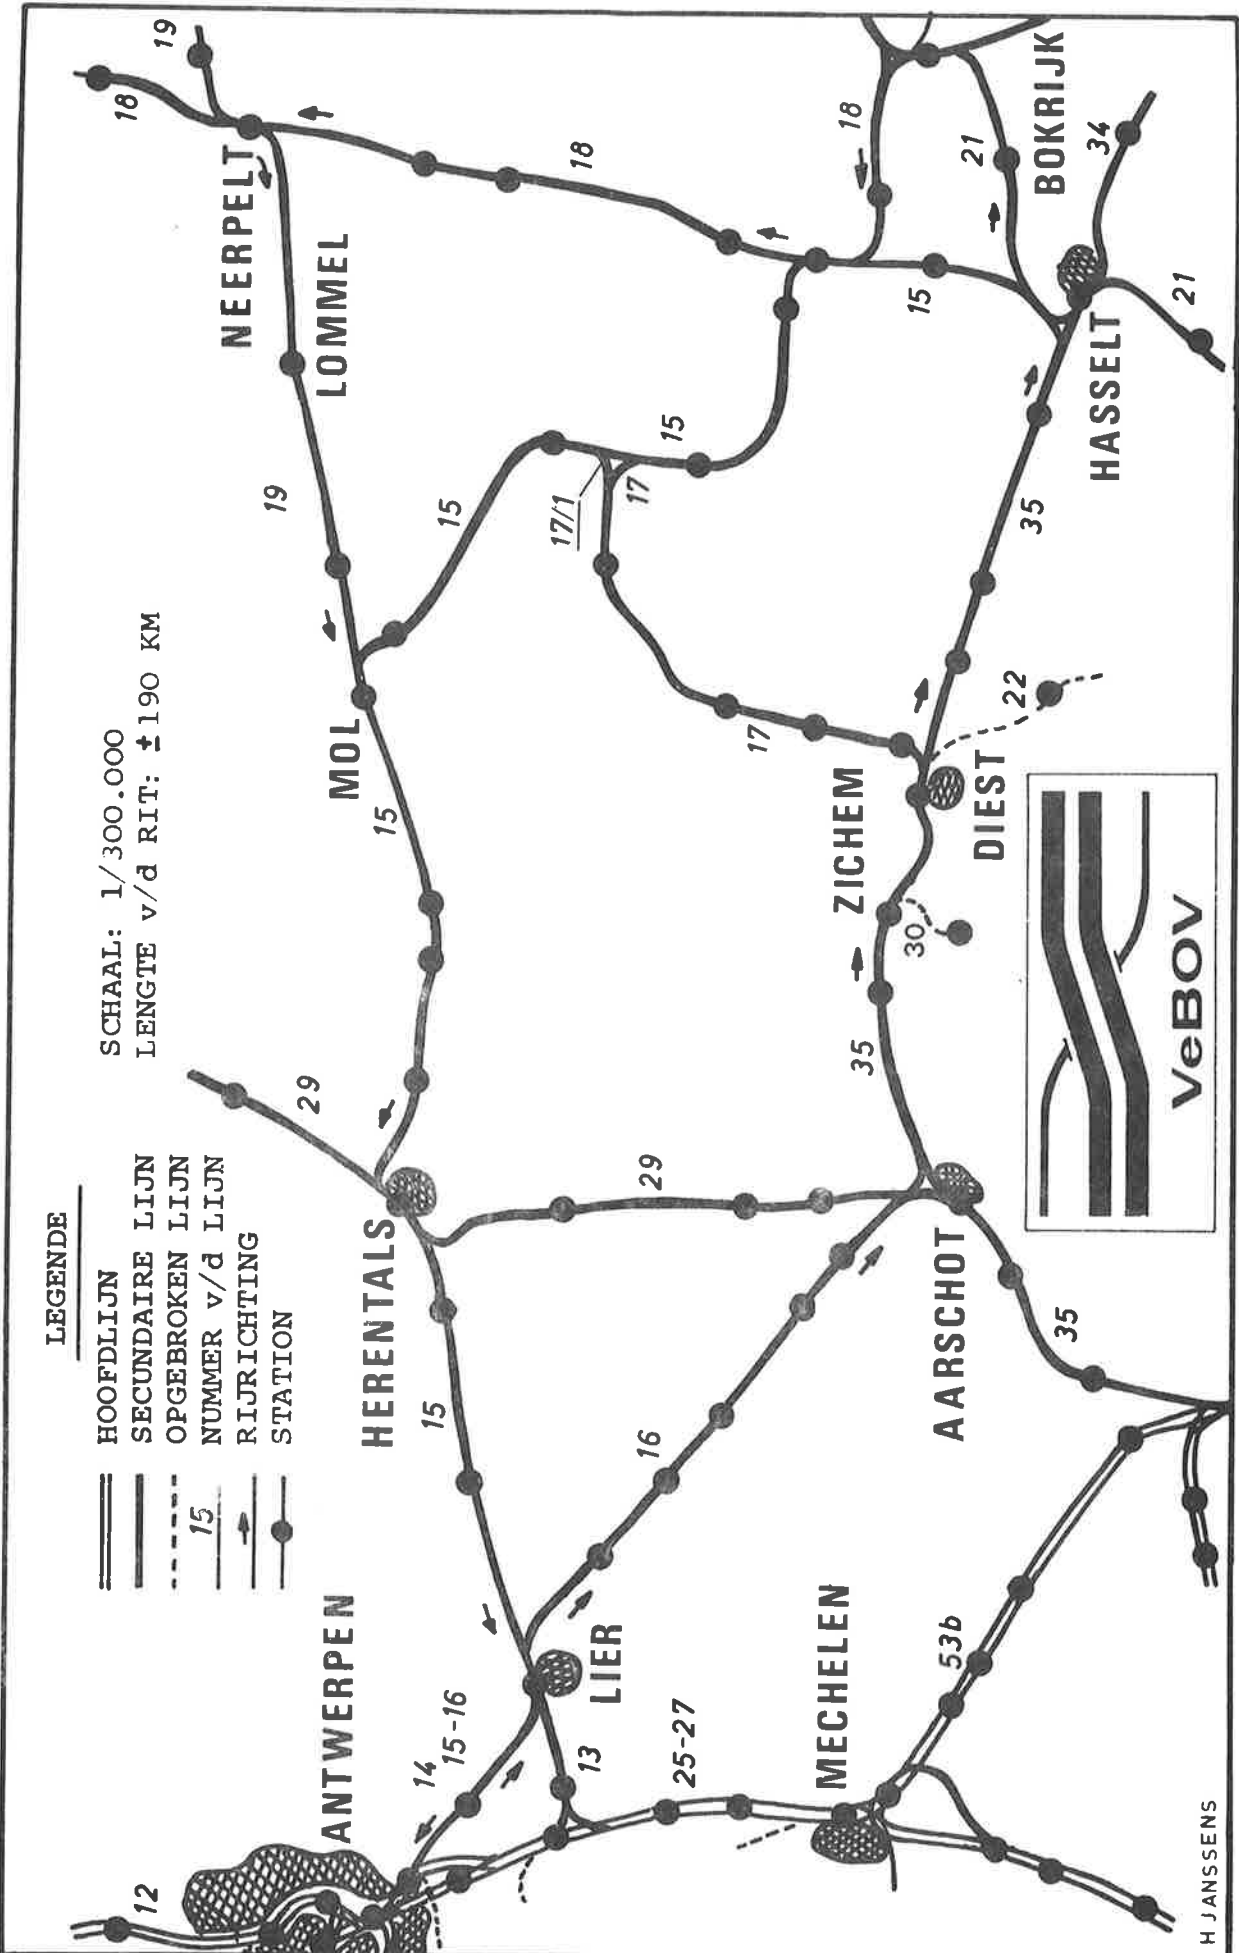 LEGENDE
HOOFDLIJN
SECUNDAIRE LIJN
OPGEBROKEN LIJN
15 NUMMER v/d LIJN
RIJRICHTING
STATION
SCHAAL: 1/300.000
LENGTE v/d RIT: ±190 KM
12
ANTWERPEN
14
15-16
LIER
13
25-27
MECHELEN
53b
15
HERENTALS
29
16
29
AARSCHOT
35
35
15
MOL
19
15
LOMMEL
NEERPELT
18
19
18
17/1
17
15
17
ZICHEM
30
DIEST
22
35
HASSELT
15
18
21
BOKRIJK
34
21
VeBOV
H JANSSENS